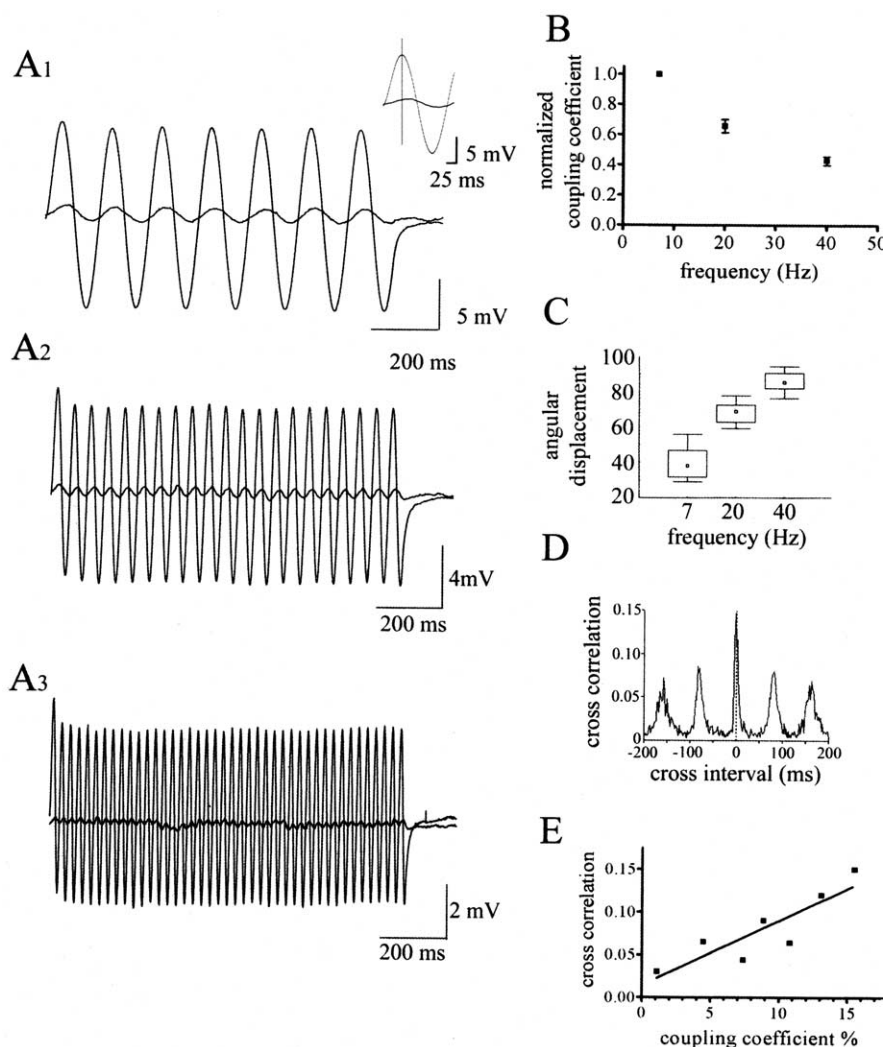 A1
5 mV
25 ms
5 mV
200 ms
A2
4mV
200 ms
A3
2 mV
200 ms
B
normalized
coupling coefficient
1.0
0.8
0.6
0.4
0.2
0.0
0 10 20 30 40 50
frequency (Hz)
C
angular
displacement
100
80
60
40
20
7 20 40
frequency (Hz)
D
cross correlation
0.15
0.10
0.05
0
-200 -100 0 100 200
cross interval (ms)
E
cross correlation
0.15
0.10
0.05
0.00
0 5 10 15
coupling coefficient %